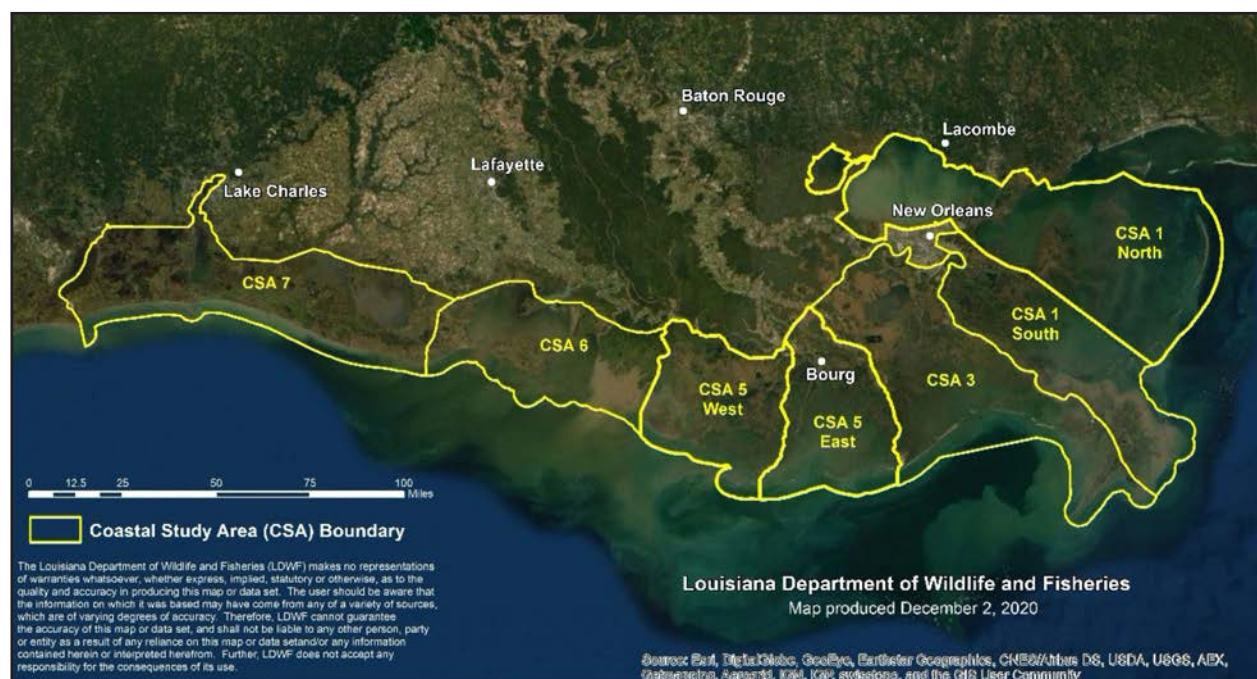 Baton Rouge
Lacombe
Lafayette
Lake Charles
New Orleans
CSA 1
North
CSA 7
CSA 1
South
CSA 6
Bourg
CSA 3
CSA 5
West
CSA 5
East
0 12.5 25 50 75 100
Miles
Coastal Study Area (CSA) Boundary
The Louisiana Department of Wildlife and Fisheries (LDWF) makes no representations
of warranties whatsoever, whether express, implied, statutory or otherwise, as to the
quality and accuracy in producing this map or data set. The user should be aware that
the information on which it was based may have come from any of a variety of sources,
which are of varying degrees of accuracy. Therefore, LDWF cannot guarantee
the accuracy of this map or data set, and shall not be liable to any other person, party
or entity as a result of any reliance on this map or data setand/or any information
contained herein or interpreted herefrom. Further, LDWF does not accept any
responsibility for the consequences of its use.
Louisiana Department of Wildlife and Fisheries
Map produced December 2, 2020
Source: Esri, DigitalGlobe, GeoEye, Earthstar Geographics, CNES/Airbus DS, USDA, USGS, AEX,
and the GIS User Community